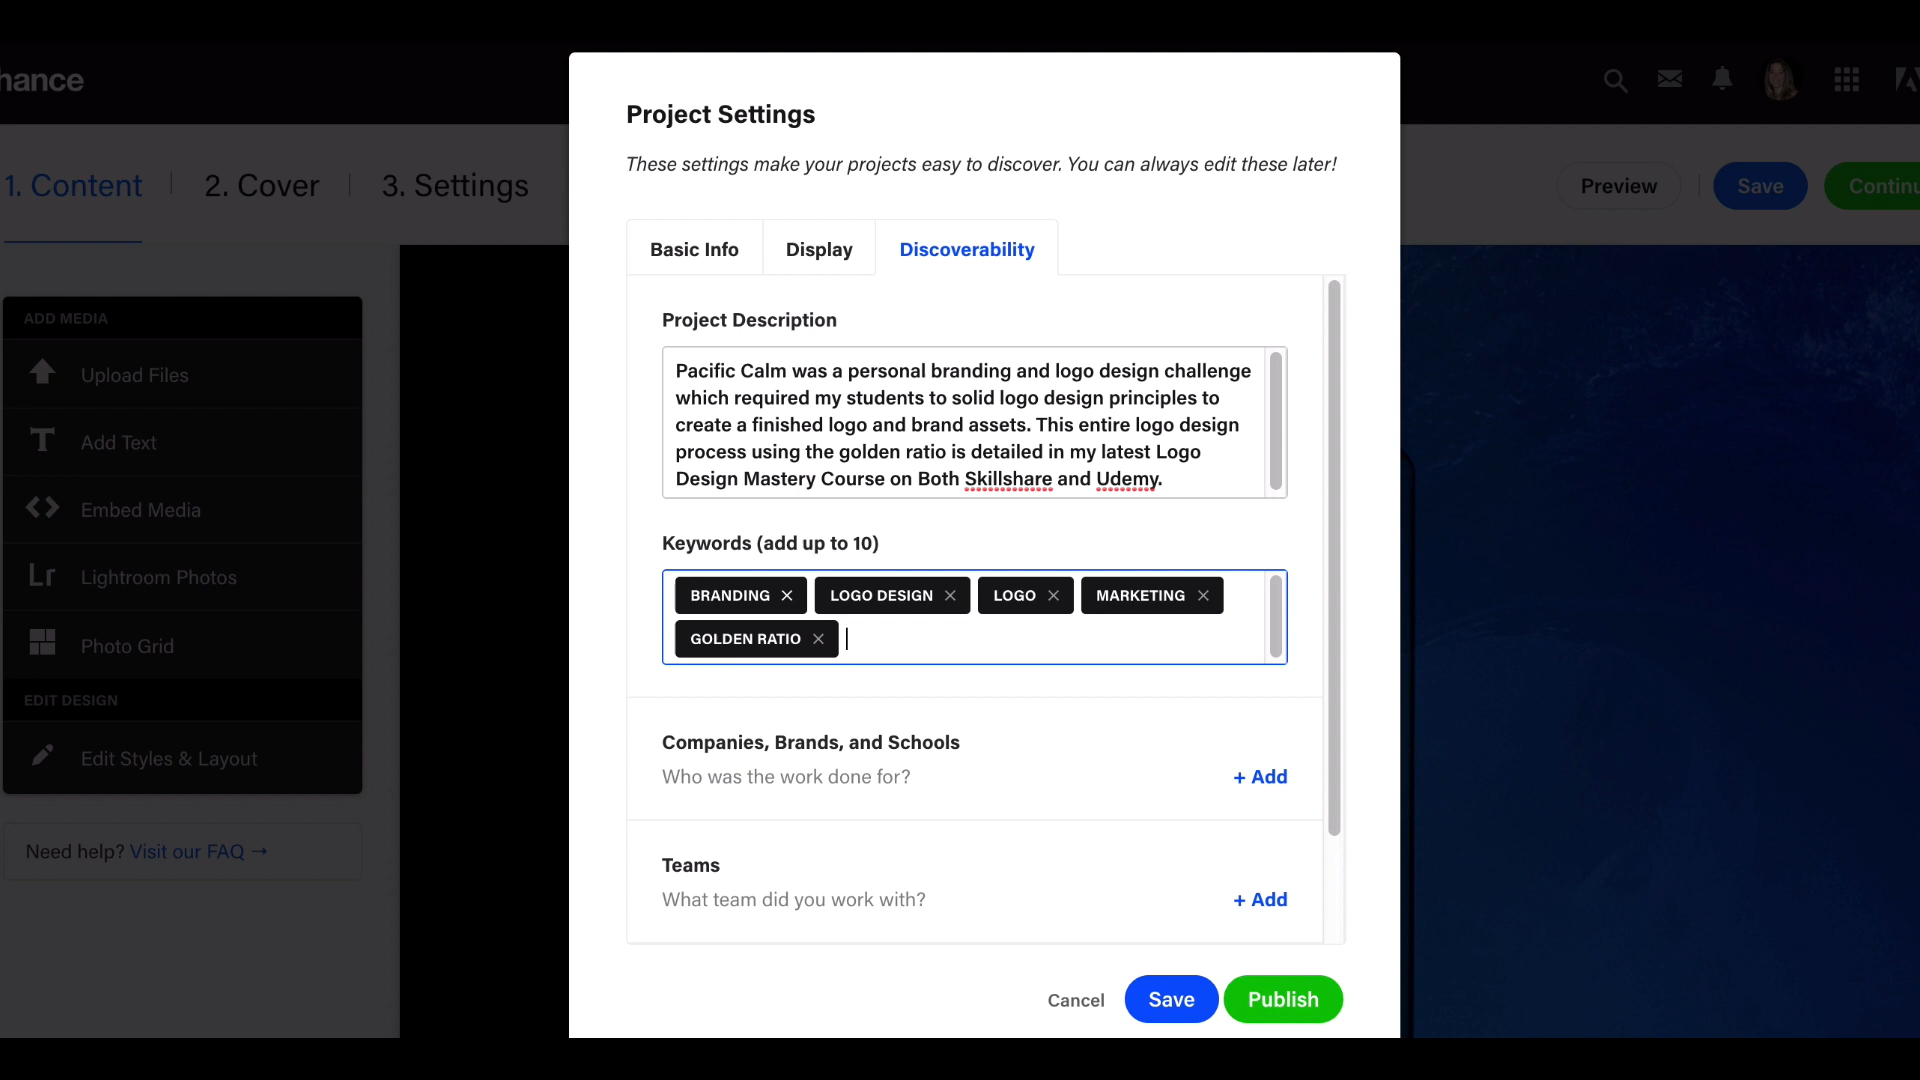 hance
1. Content
2. Cover
3. Settings
Preview
Save
Continu
ADD MEDIA
Upload Files
Add Text
Embed Media
Lr Lightroom Photos
Photo Grid
EDIT DESIGN
Edit Styles & Layout
Need help? Visit our FAQ →
Project Settings
These settings make your projects easy to discover. You can always edit these later!
Basic Info
Display
Discoverability
Project Description
Pacific Calm was a personal branding and logo design challenge
which required my students to solid logo design principles to
create a finished logo and brand assets. This entire logo design
process using the golden ratio is detailed in my latest Logo
Design Mastery Course on Both Skillshare and Udemy.
Keywords (add up to 10)
BRANDING × LOGO DESIGN × LOGO × MARKETING ×
GOLDEN RATIO ×
Companies, Brands, and Schools
Who was the work done for?
+ Add
Teams
What team did you work with?
+ Add
Cancel
Save
Publish